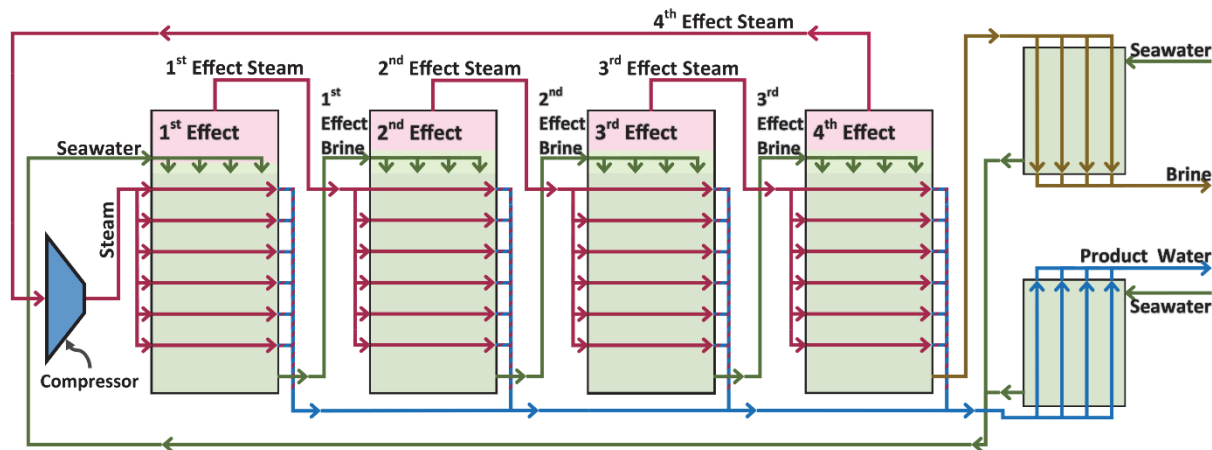 4th Effect Steam
1st Effect Steam
2nd Effect Steam
3rd Effect Steam
Seawater
1st
Effect
Brine
2nd
Effect
Brine
3rd
Effect
Brine
1st Effect
2nd Effect
3rd Effect
4th Effect
Seawater
Steam
Brine
Product Water
Seawater
Compressor